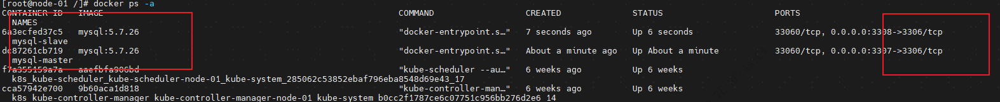 [root@node-01 /]# docker ps -a
CONTAINER ID   IMAGE   COMMAND   CREATED   STATUS   PORTS
NAMES
6a3ecfed37c5   mysql:5.7.26   "docker-entrypoint.s…"   7 seconds ago   Up 6 seconds   33060/tcp, 0.0.0.0:3308->3306/tcp
mysql-slave
dc87261cb719   mysql:5.7.26   "docker-entrypoint.s…"   About a minute ago   Up About a minute   33060/tcp, 0.0.0.0:3307->3306/tcp
mysql-master
"kube-scheduler --au…"   6 weeks ago   Up 6 weeks
k8s_kube-scheduler_kube-scheduler-node-01_kube-system_285062c53852ebaf796eba8548d69e43_17
cca57942e700   9b60aca1d818   "kube-controller-man…"   6 weeks ago   Up 6 weeks
k8s_kube-controller-manager_kube-controller-manager-node-01_kube-system_b0cc2f1787ce6c07751c956bb276d2e6_14